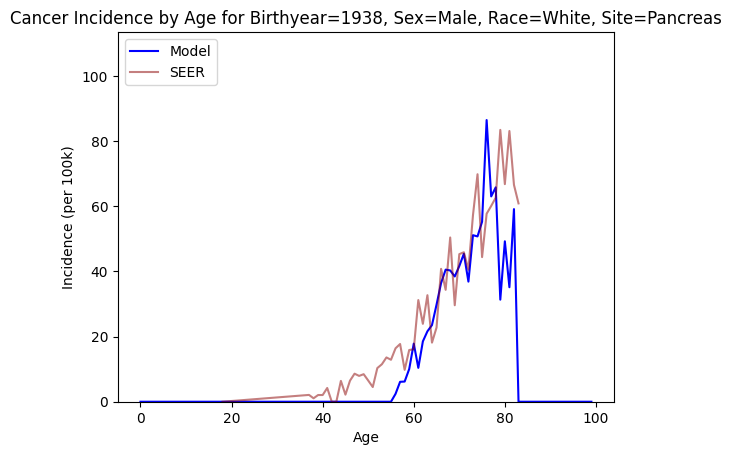 Cancer Incidence by Age for Birthyear=1938, Sex=Male, Race=White, Site=Pancreas
Model
SEER
100
80
60
40
20
0
Incidence (per 100k)
0 20 40 60 80 100
Age